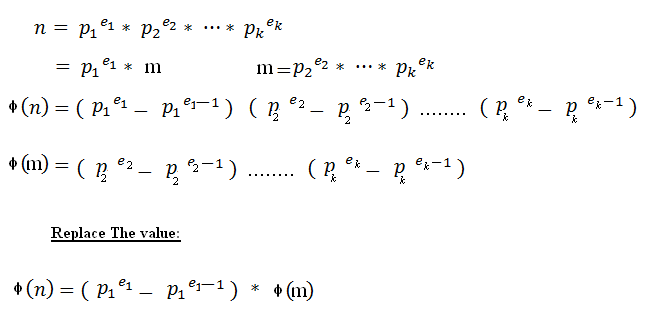 n = p₁^e₁ * p₂^e₂ * ⋯ * pₖ^eₖ
= p₁^e₁ * m m=p₂^e₂ * ⋯ * pₖ^eₖ
ϕ(n) = ( p₁^e₁ − p₁^e₁−1 ) ( p₂^e₂ − p₂^e₂−1 ) ........ ( pₖ^eₖ − pₖ^eₖ−1 )
ϕ(m) = ( p₂^e₂ − p₂^e₂−1 ) ........ ( pₖ^eₖ − pₖ^eₖ−1 )
Replace The value:
ϕ(n) = ( p₁^e₁ − p₁^e₁−1 ) * ϕ(m)